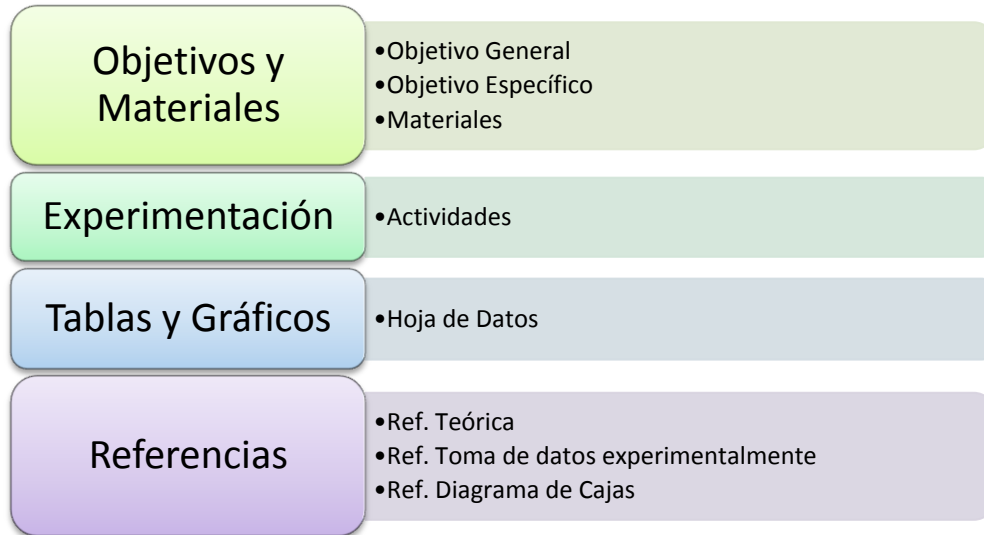 Objetivos y
Materiales
•Objetivo General
•Objetivo Específico
•Materiales
Experimentación
•Actividades
Tablas y Gráficos
•Hoja de Datos
Referencias
•Ref. Teórica
•Ref. Toma de datos experimentalmente
•Ref. Diagrama de Cajas